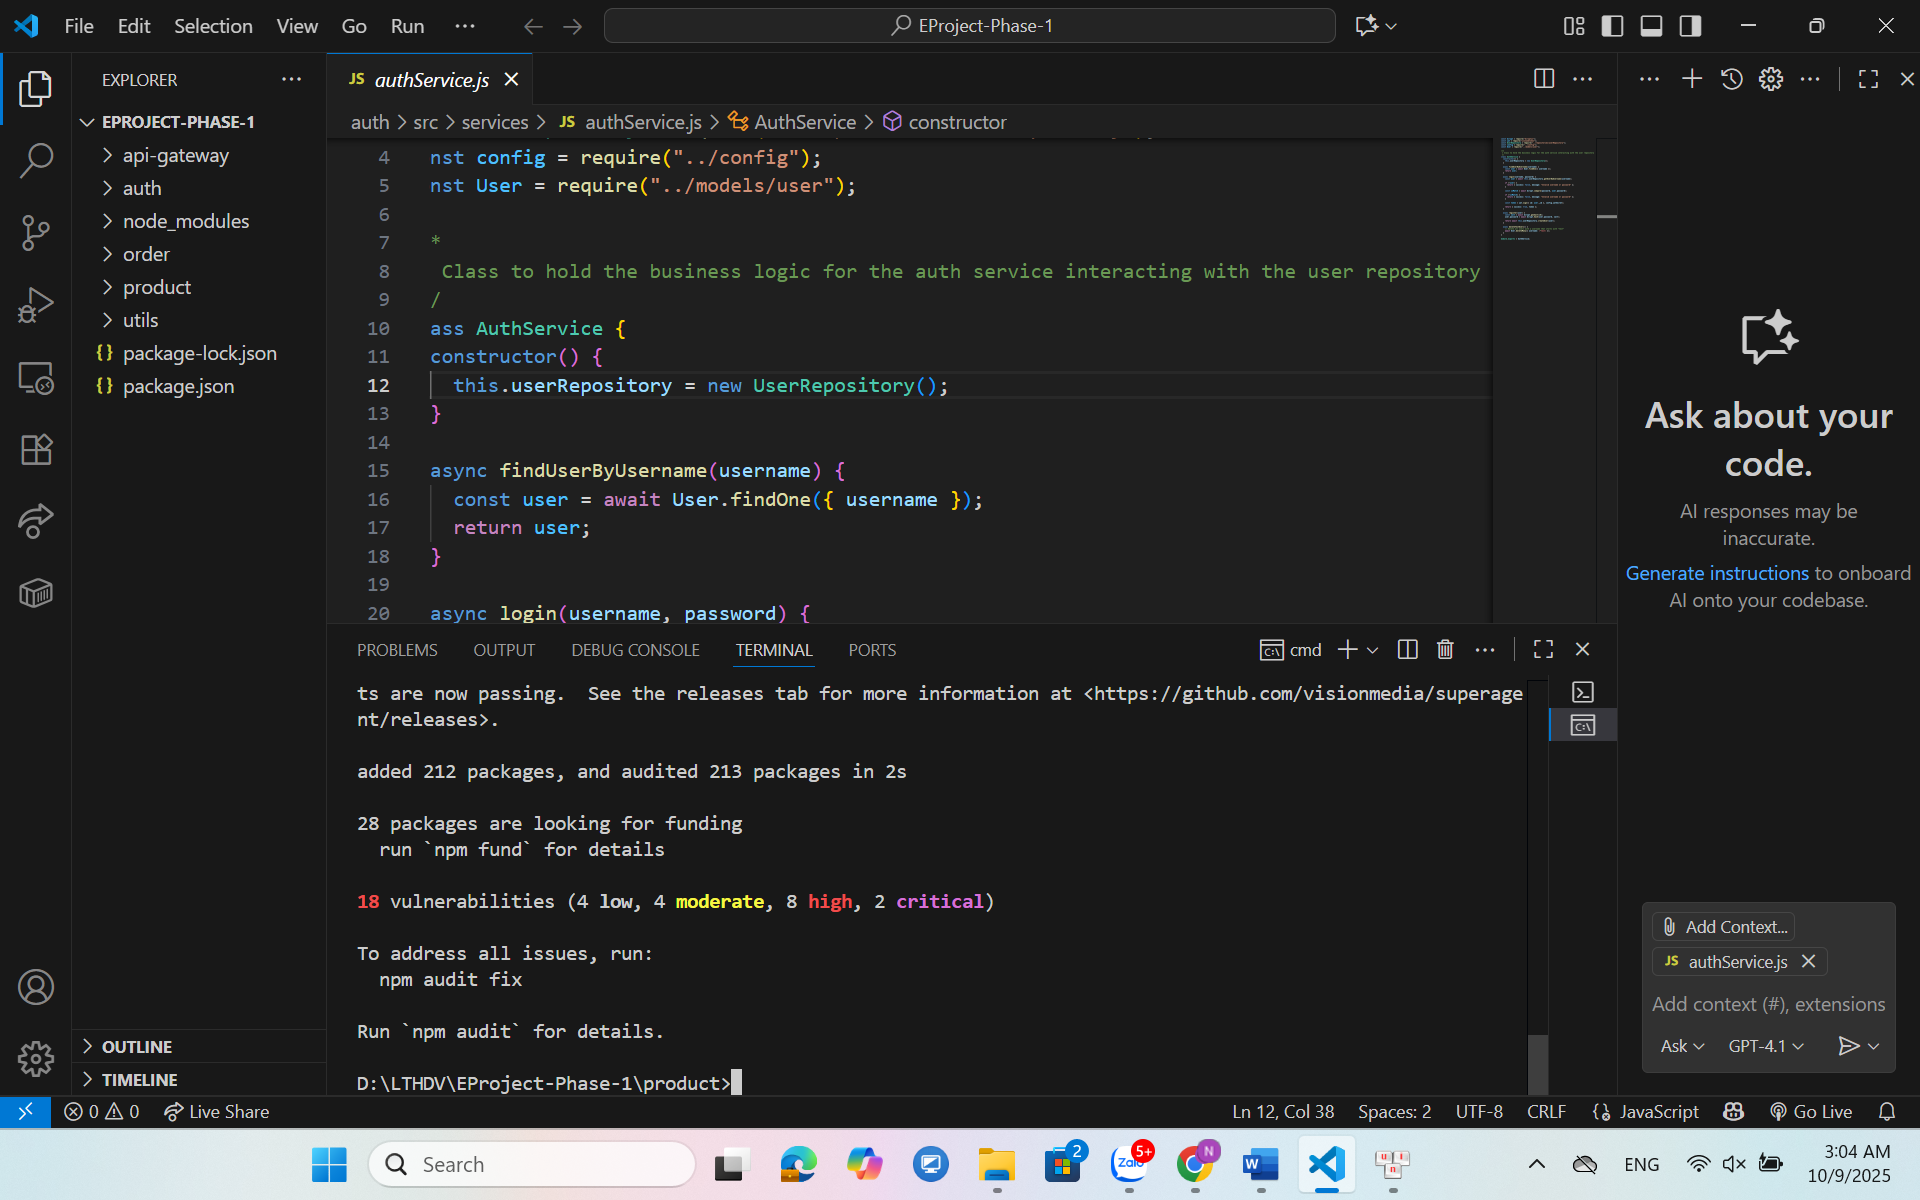 File Edit Selection View Go Run ···
EProject-Phase-1
EXPLORER
EPROJECT-PHASE-1
api-gateway
auth
node_modules
order
product
utils
{} package-lock.json
{} package.json
OUTLINE
TIMELINE
JS authService.js
auth > src > services > JS authService.js > AuthService > constructor
4 nst config = require("../config");
5 nst User = require("../models/user");
6
7 *
8 Class to hold the business logic for the auth service interacting with the user repository
9 /
10 ass AuthService {
11 constructor() {
12 this.userRepository = new UserRepository();
13 }
14
15 async findUserByUsername(username) {
16 const user = await User.findOne({ username });
17 return user;
18 }
19
20 async login(username, password) {
PROBLEMS OUTPUT DEBUG CONSOLE TERMINAL PORTS
cmd
ts are now passing.  See the releases tab for more information at <https://github.com/visionmedia/superage
nt/releases>.
added 212 packages, and audited 213 packages in 2s
28 packages are looking for funding
run `npm fund` for details
18 vulnerabilities (4 low, 4 moderate, 8 high, 2 critical)
To address all issues, run:
npm audit fix
Run `npm audit` for details.
D:\LTHDV\EProject-Phase-1\product>
Ask about your
code.
AI responses may be
inaccurate.
Generate instructions to onboard
AI onto your codebase.
Add Context...
JS authService.js
Add context (#), extensions
Ask GPT-4.1
0 0 Live Share
Ln 12, Col 38 Spaces: 2 UTF-8 CRLF {} JavaScript Go Live
Search
2
5+
Zalo
N
W
ENG
3:04 AM
10/9/2025